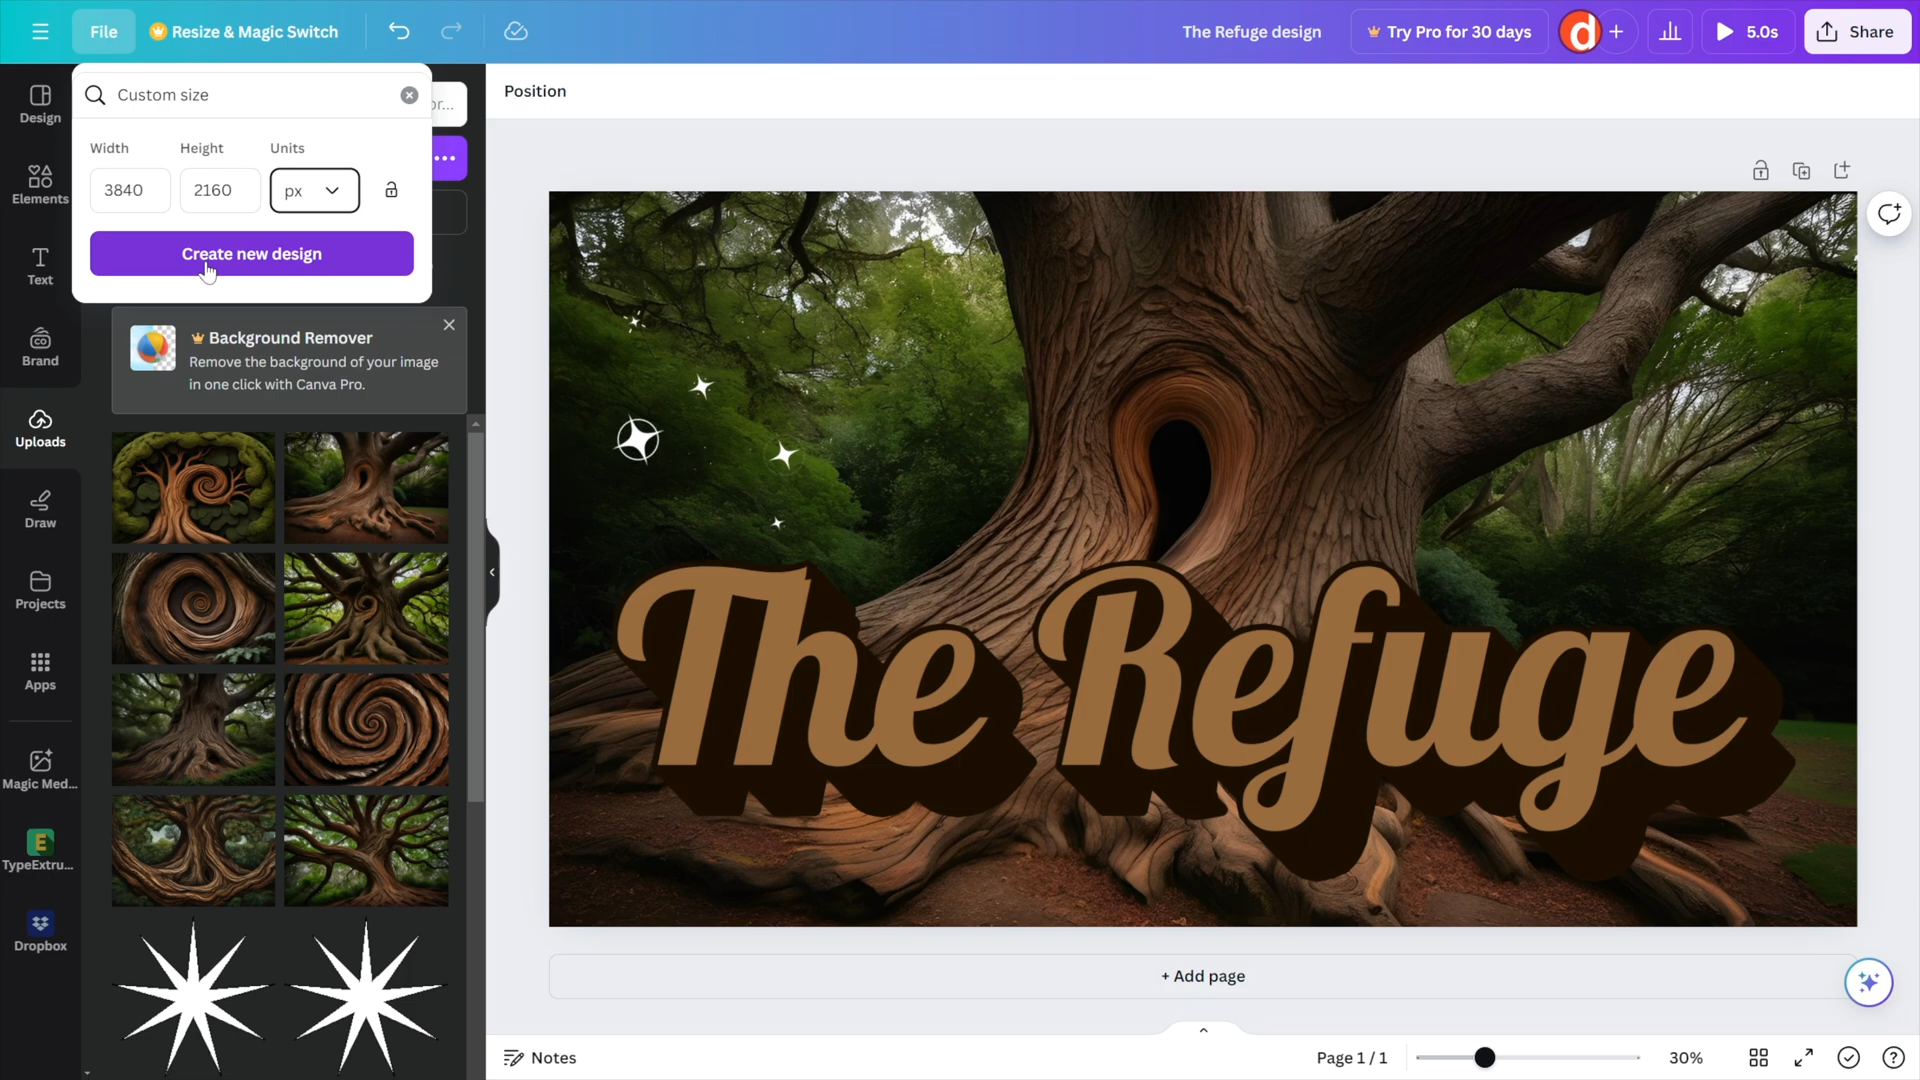 File
Resize & Magic Switch
The Refuge design
Try Pro for 30 days
d
5.0s
Share
Custom size
or...
Width
Height
Units
3840
2160
px
Create new design
Position
Design
Elements
Text
Brand
Uploads
Draw
Projects
Apps
Magic Med...
TypeExtru...
Dropbox
Background Remover
Remove the background of your image
in one click with Canva Pro.
The Refuge
+ Add page
Notes
Page 1 / 1
30%